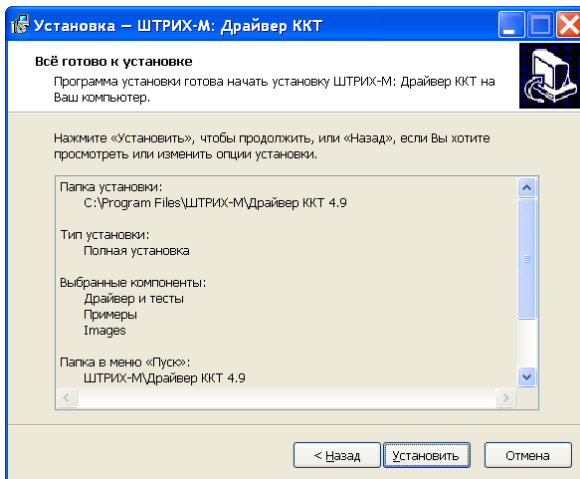 Установка — ШТРИХ-М: Драйвер ККТ
Всё готово к установке
Программа установки готова начать установку ШТРИХ-М: Драйвер ККТ на
Ваш компьютер.
Нажмите «Установить», чтобы продолжить, или «Назад», если Вы хотите
просмотреть или изменить опции установки.
Папка установки:
C:\Program Files\ШТРИХ-М\Драйвер ККТ 4.9
Тип установки:
Полная установка
Выбранные компоненты:
Драйвер и тесты
Примеры
Images
Папка в меню «Пуск»:
ШТРИХ-М\Драйвер ККТ 4.9
< Назад Установить Отмена